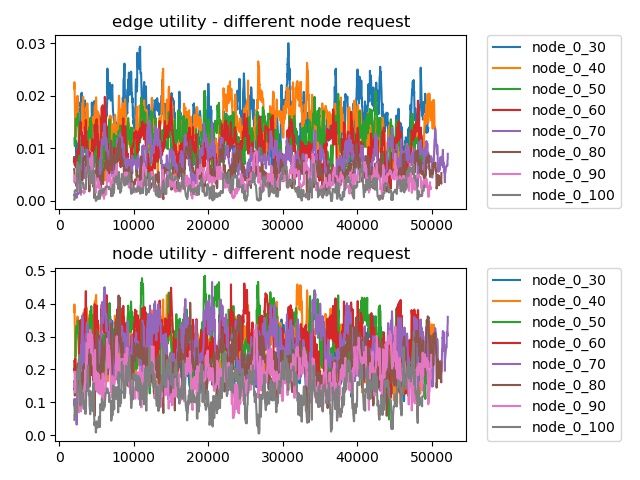 edge utility - different node request
0.03
0.02
0.01
0.00
0 10000 20000 30000 40000 50000
node_0_30
node_0_40
node_0_50
node_0_60
node_0_70
node_0_80
node_0_90
node_0_100
node utility - different node request
0.5
0.4
0.3
0.2
0.1
0.0
0 10000 20000 30000 40000 50000
node_0_30
node_0_40
node_0_50
node_0_60
node_0_70
node_0_80
node_0_90
node_0_100